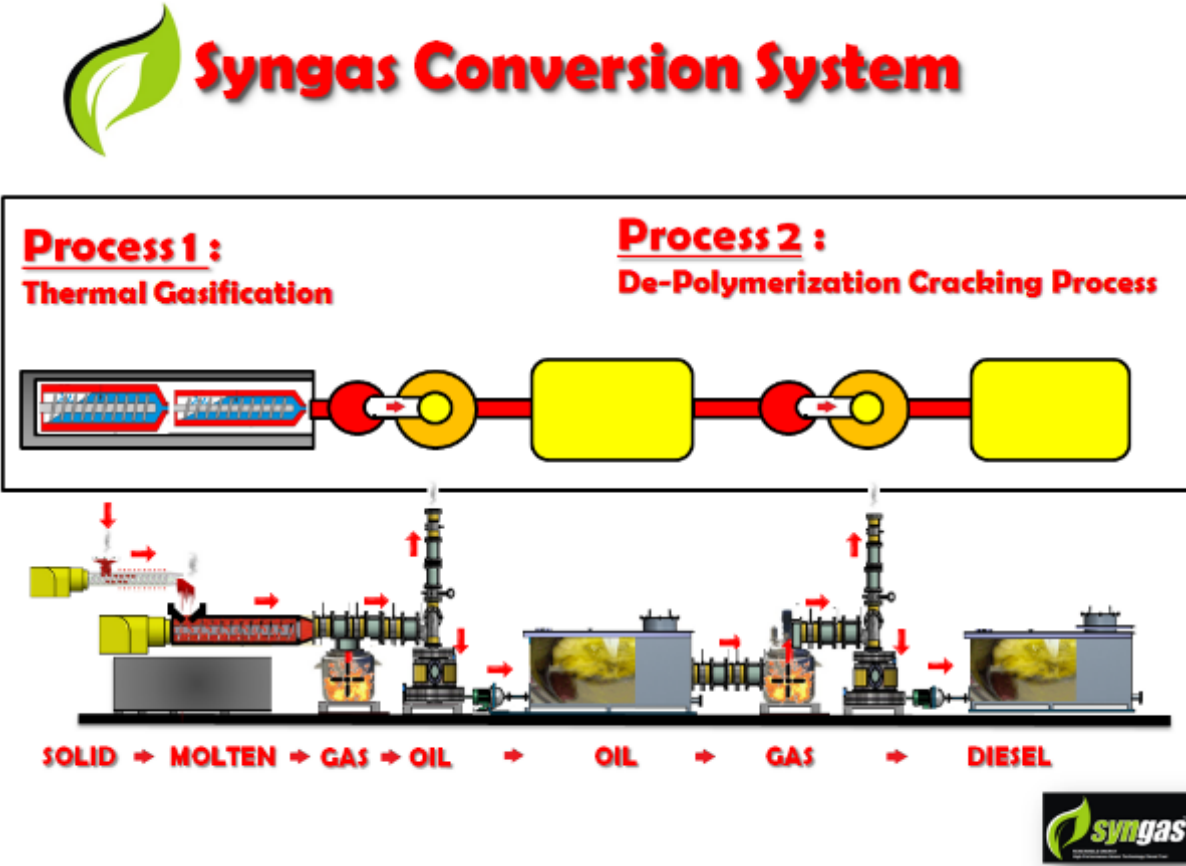 Syngas Conversion System
Process 1 :
Thermal Gasification
Process 2 :
De-Polymerization Cracking Process
SOLID → MOLTEN → GAS → OIL → OIL → GAS → DIESEL
syngas